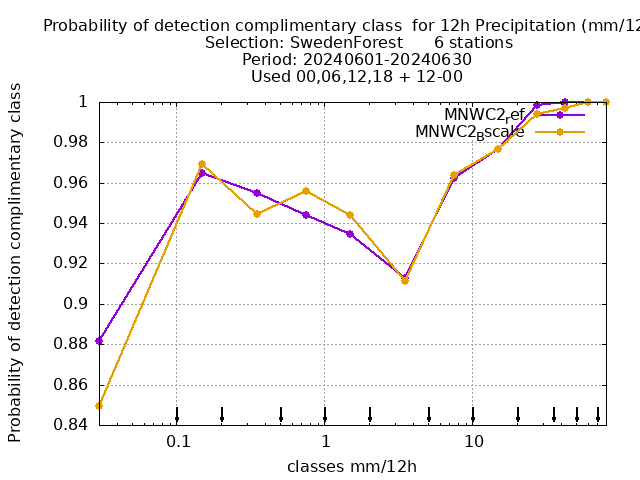 Probability of detection complimentary class  for 12h Precipitation (mm/12
Selection: SwedenForest      6 stations
Period: 20240601-20240630
Used 00,06,12,18 + 12-00
Probability of detection complimentary class
1
0.98
0.96
0.94
0.92
0.9
0.88
0.86
0.84
MNWC2ref
MNWC2Bscale
0.1
1
10
classes mm/12h